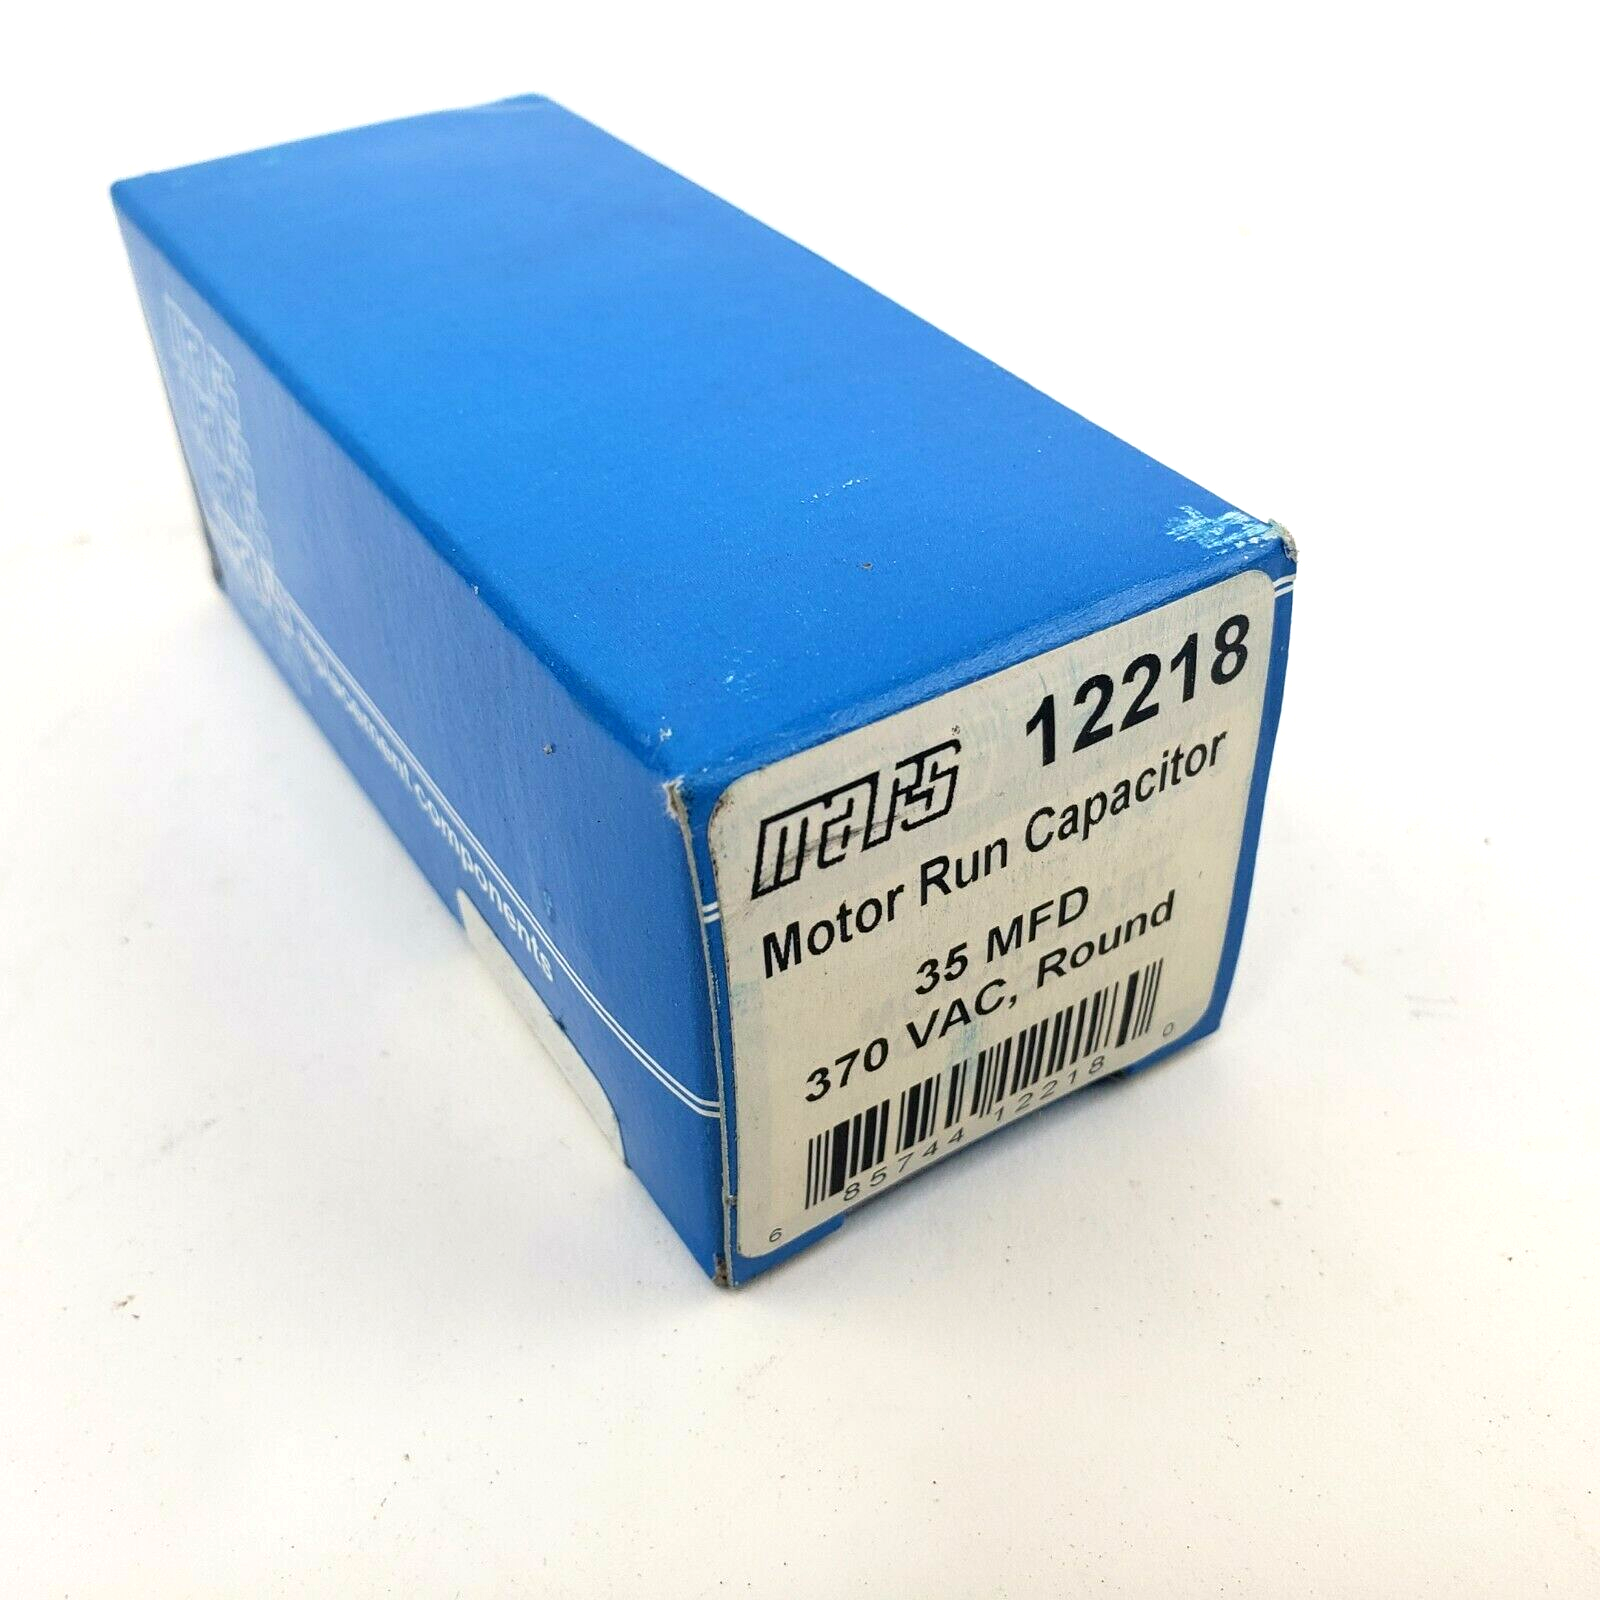 mars® 12218
Motor Run Capacitor
35 MFD
370 VAC, Round
6 85744 12218 0
components